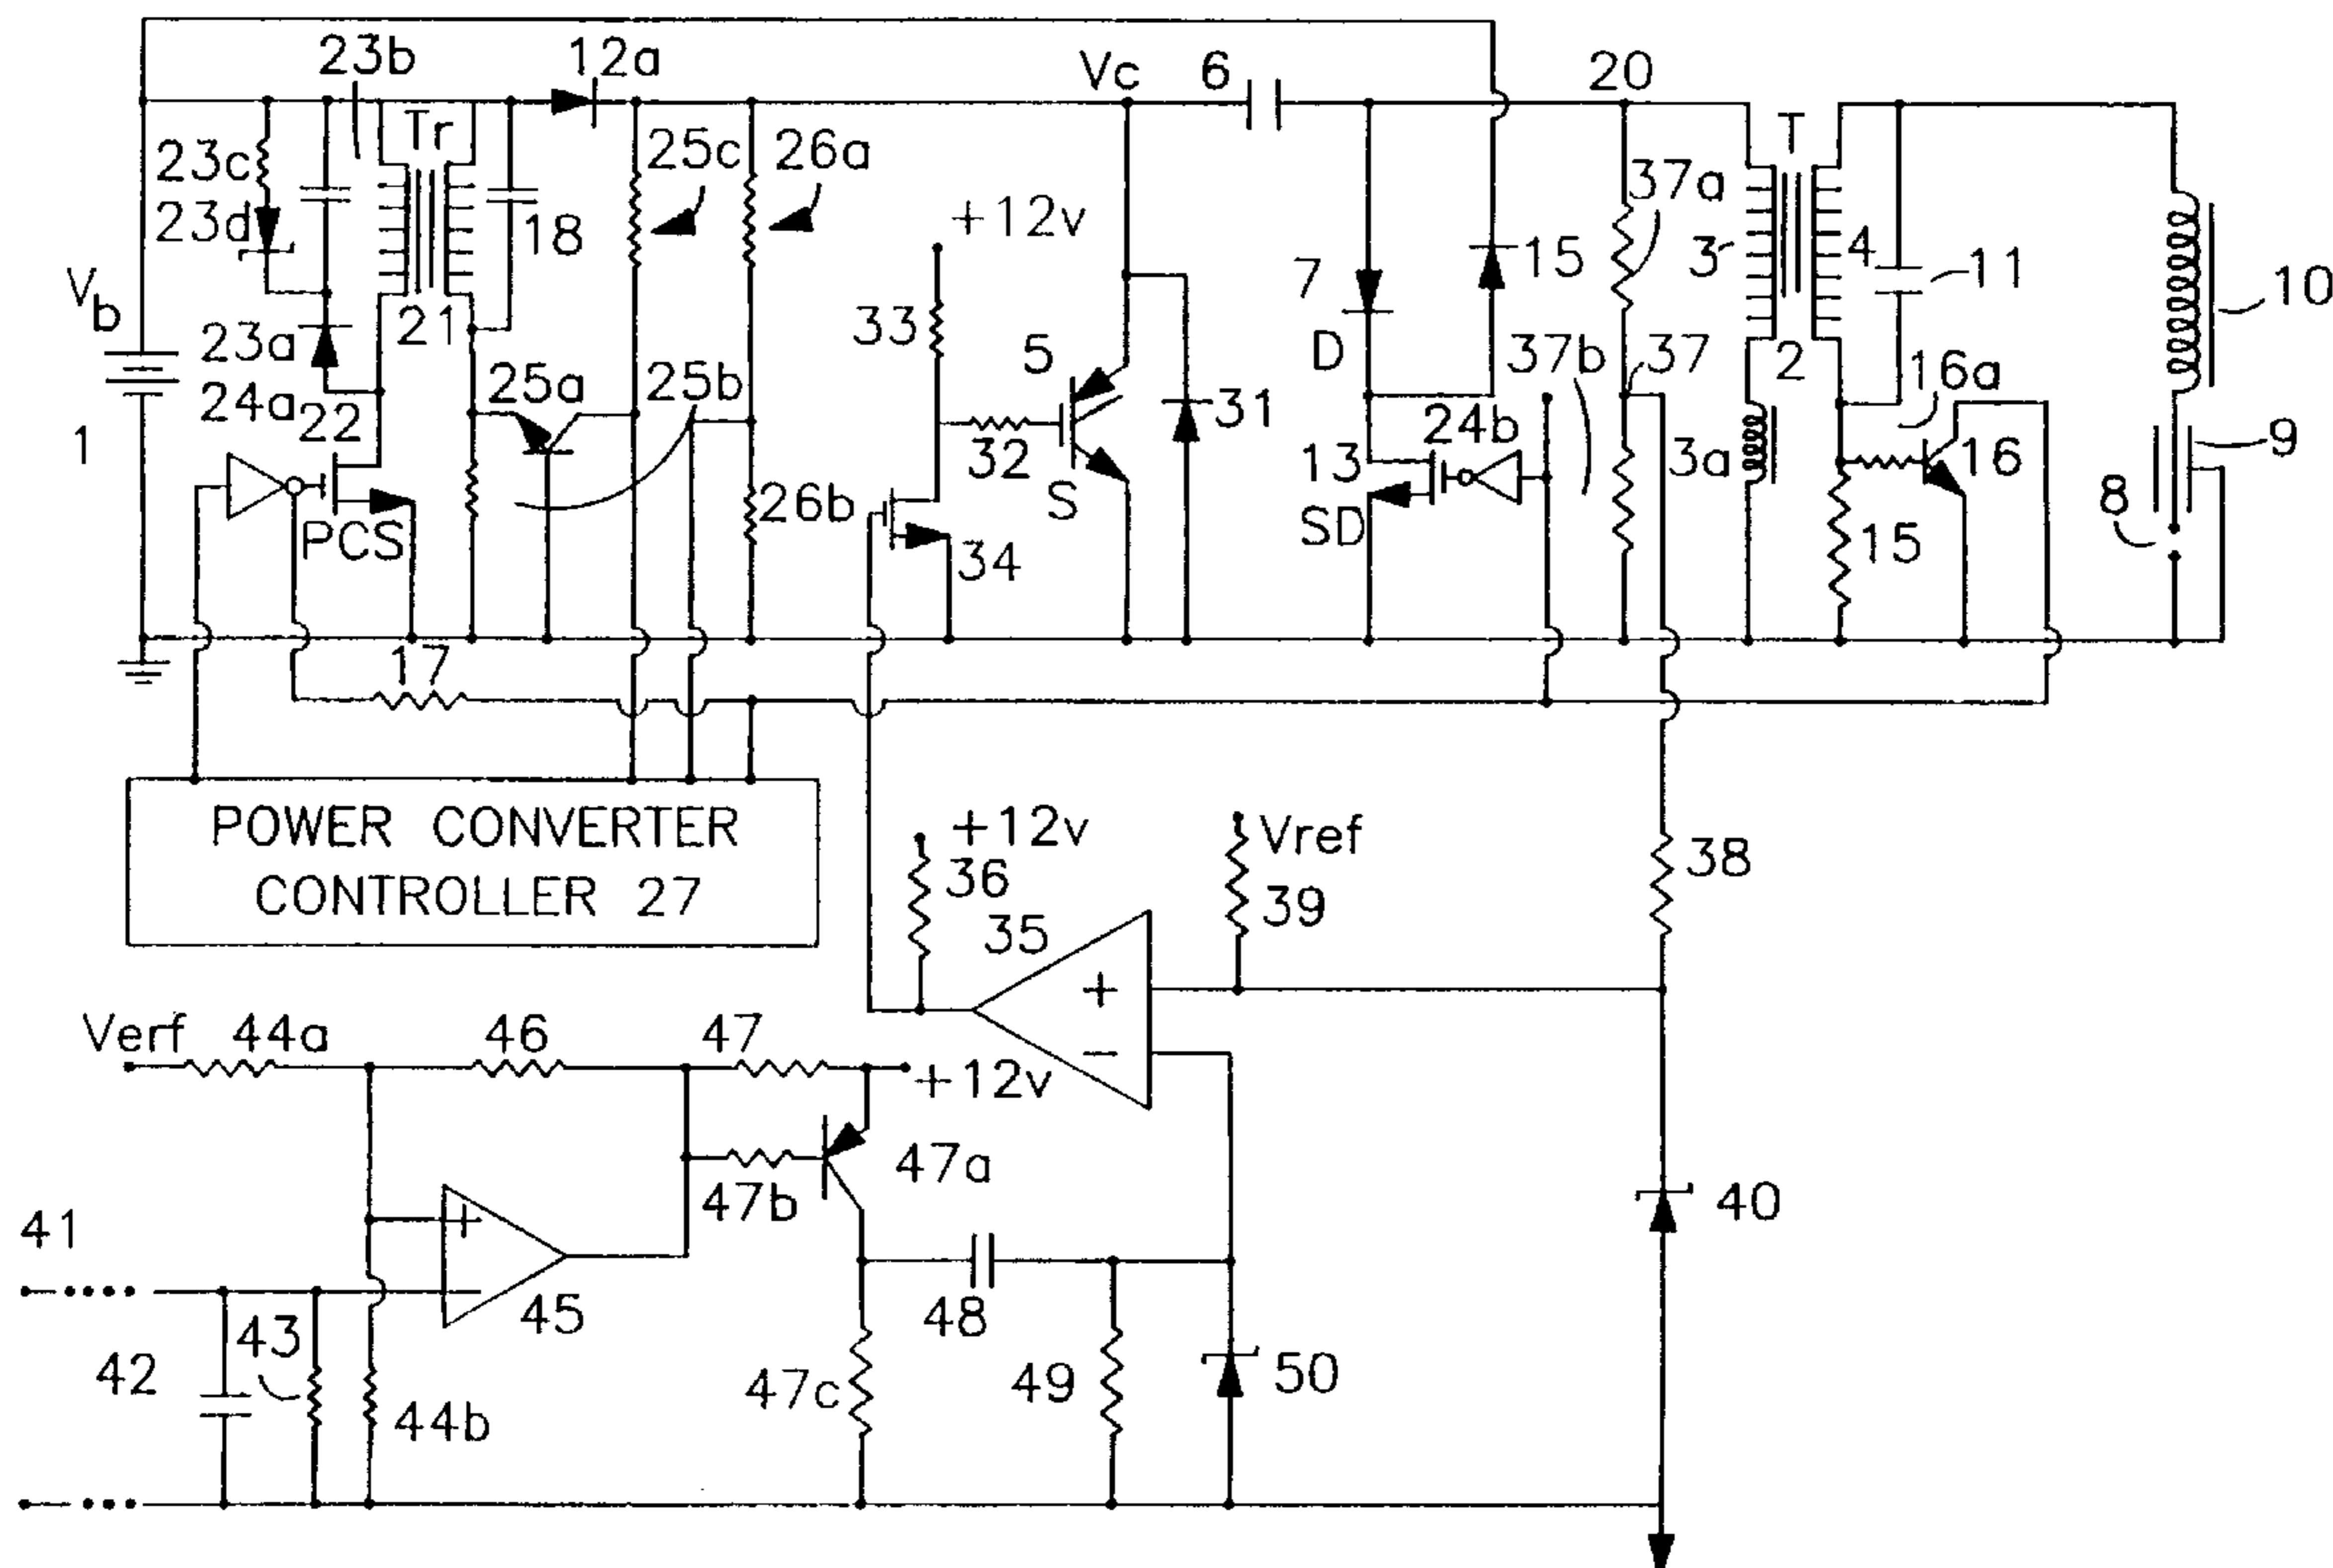 23b
12a
Vc
6
20
Tr
T
23c
25c
26a
37a
23d
18
+12v
3
4
11
Vb
7
15
10
21
33
23a
5
D
37b
37
2
16a
24a
22
25a
25b
31
24b
1
32
13
3a
16
9
PCS
26b
S
SD
8
34
15
17
POWER CONVERTER
CONTROLLER 27
+12v
Vref
36
38
35
39
+
−
Verf
44a
46
47
+12v
47a
47b
40
41
+
−
45
48
43
42
47c
49
50
44b